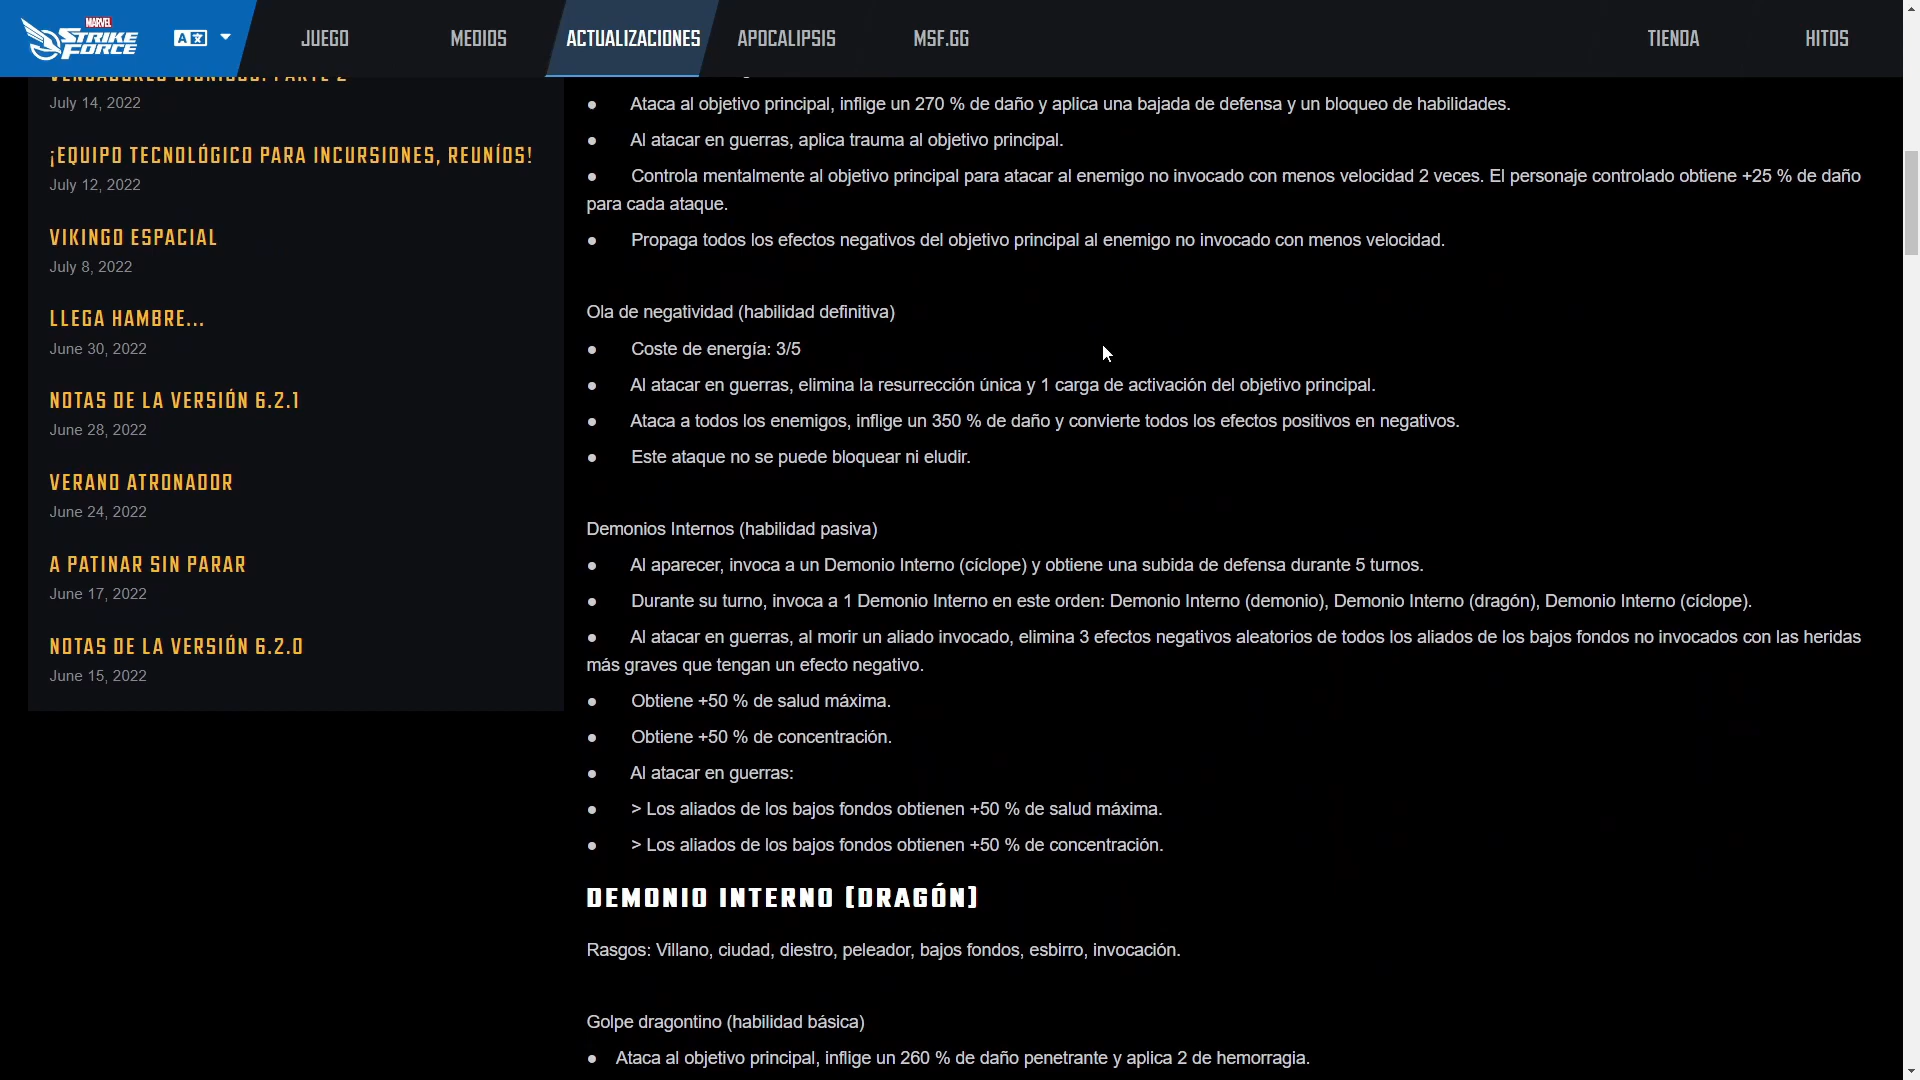 MARVEL
STRIKE
FORCE
JUEGO
MEDIOS
ACTUALIZACIONES
APOCALIPSIS
MSF.GG
TIENDA
HITOS
July 14, 2022
¡EQUIPO TECNOLÓGICO PARA INCURSIONES, REUNÍOS!
July 12, 2022
VIKINGO ESPACIAL
July 8, 2022
LLEGA HAMBRE...
June 30, 2022
NOTAS DE LA VERSIÓN 6.2.1
June 28, 2022
VERANO ATRONADOR
June 24, 2022
A PATINAR SIN PARAR
June 17, 2022
NOTAS DE LA VERSIÓN 6.2.0
June 15, 2022
● Ataca al objetivo principal, inflige un 270 % de daño y aplica una bajada de defensa y un bloqueo de habilidades.
● Al atacar en guerras, aplica trauma al objetivo principal.
● Controla mentalmente al objetivo principal para atacar al enemigo no invocado con menos velocidad 2 veces. El personaje controlado obtiene +25 % de daño
para cada ataque.
● Propaga todos los efectos negativos del objetivo principal al enemigo no invocado con menos velocidad.
Ola de negatividad (habilidad definitiva)
● Coste de energía: 3/5
● Al atacar en guerras, elimina la resurrección única y 1 carga de activación del objetivo principal.
● Ataca a todos los enemigos, inflige un 350 % de daño y convierte todos los efectos positivos en negativos.
● Este ataque no se puede bloquear ni eludir.
Demonios Internos (habilidad pasiva)
● Al aparecer, invoca a un Demonio Interno (cíclope) y obtiene una subida de defensa durante 5 turnos.
● Durante su turno, invoca a 1 Demonio Interno en este orden: Demonio Interno (demonio), Demonio Interno (dragón), Demonio Interno (cíclope).
● Al atacar en guerras, al morir un aliado invocado, elimina 3 efectos negativos aleatorios de todos los aliados de los bajos fondos no invocados con las heridas
más graves que tengan un efecto negativo.
● Obtiene +50 % de salud máxima.
● Obtiene +50 % de concentración.
● Al atacar en guerras:
● > Los aliados de los bajos fondos obtienen +50 % de salud máxima.
● > Los aliados de los bajos fondos obtienen +50 % de concentración.
DEMONIO INTERNO (DRAGÓN)
Rasgos: Villano, ciudad, diestro, peleador, bajos fondos, esbirro, invocación.
Golpe dragontino (habilidad básica)
● Ataca al objetivo principal, inflige un 260 % de daño penetrante y aplica 2 de hemorragia.